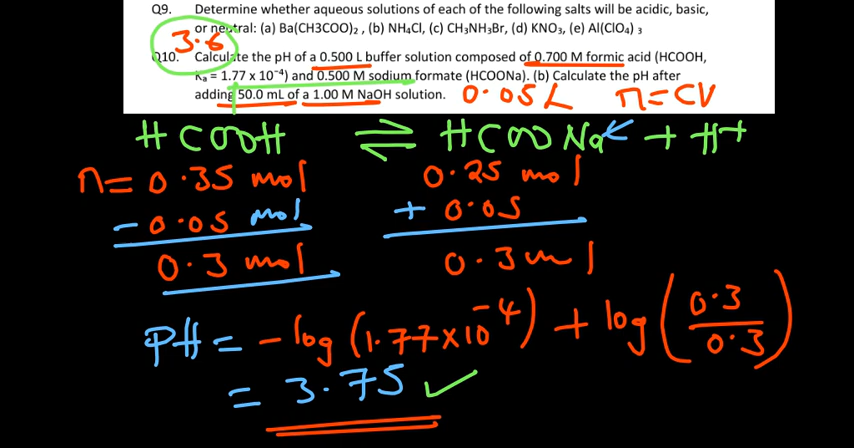 Q9. Determine whether aqueous solutions of each of the following salts will be acidic, basic,
or neutral: (a) Ba(CH3COO)₂ , (b) NH₄Cl, (c) CH₃NH₃Br, (d) KNO₃, (e) Al(ClO₄) ₃
3.6
Q10. Calculate the pH of a 0.500 L buffer solution composed of 0.700 M formic acid (HCOOH,
Kₐ = 1.77 x 10⁻⁴) and 0.500 M sodium formate (HCOONa). (b) Calculate the pH after
adding 50.0 mL of a 1.00 M NaOH solution. 0.05L n=CV
HCOOH ⇌ HCOONa + H+
n= 0.35 mol 0.25 mol
- 0.05 mol + 0.05
0.3 mol 0.3 mol
PH = -log (1.77x10⁻⁴) + log (0.3/0.3)
= 3.75 ✓